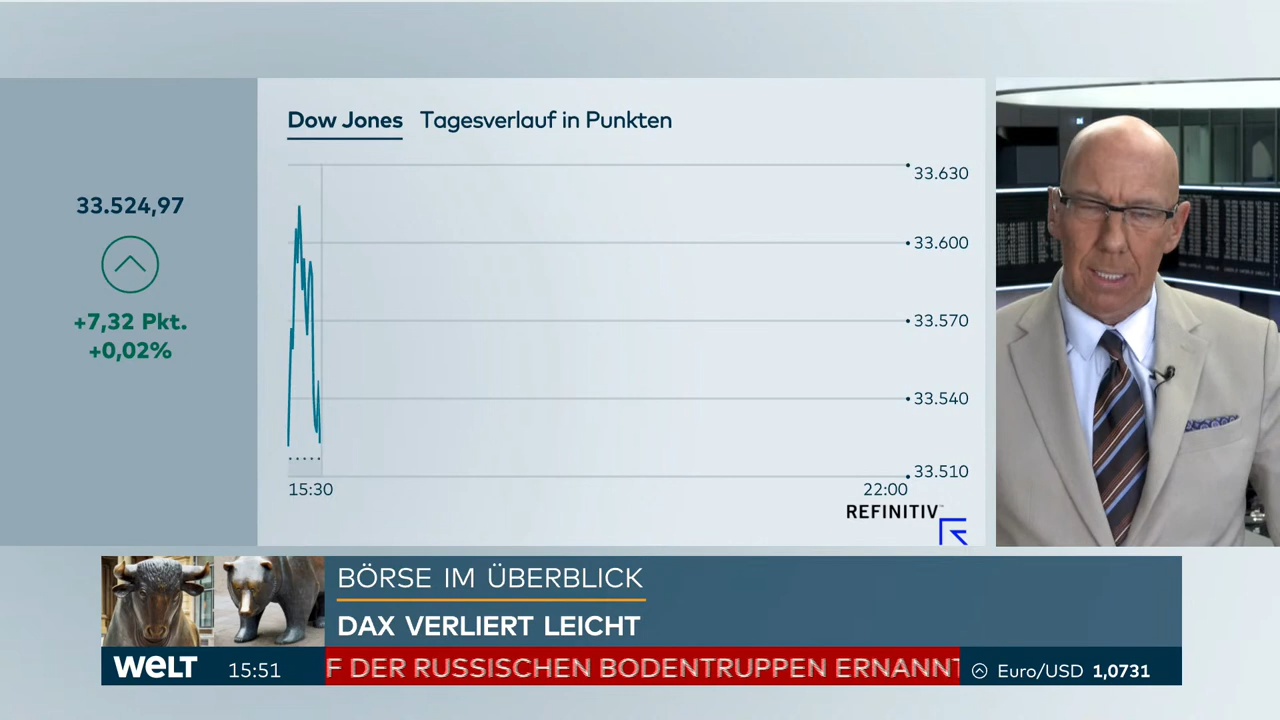 Dow Jones Tagesverlauf in Punkten
33.524,97
+7,32 Pkt.
+0,02%
33.630
33.600
33.570
33.540
33.510
15:30 22:00
REFINITIV™
BÖRSE IM ÜBERBLICK
DAX VERLIERT LEICHT
WELT 15:51 F DER RUSSISCHEN BODENTRUPPEN ERNANNT Euro/USD 1,0731